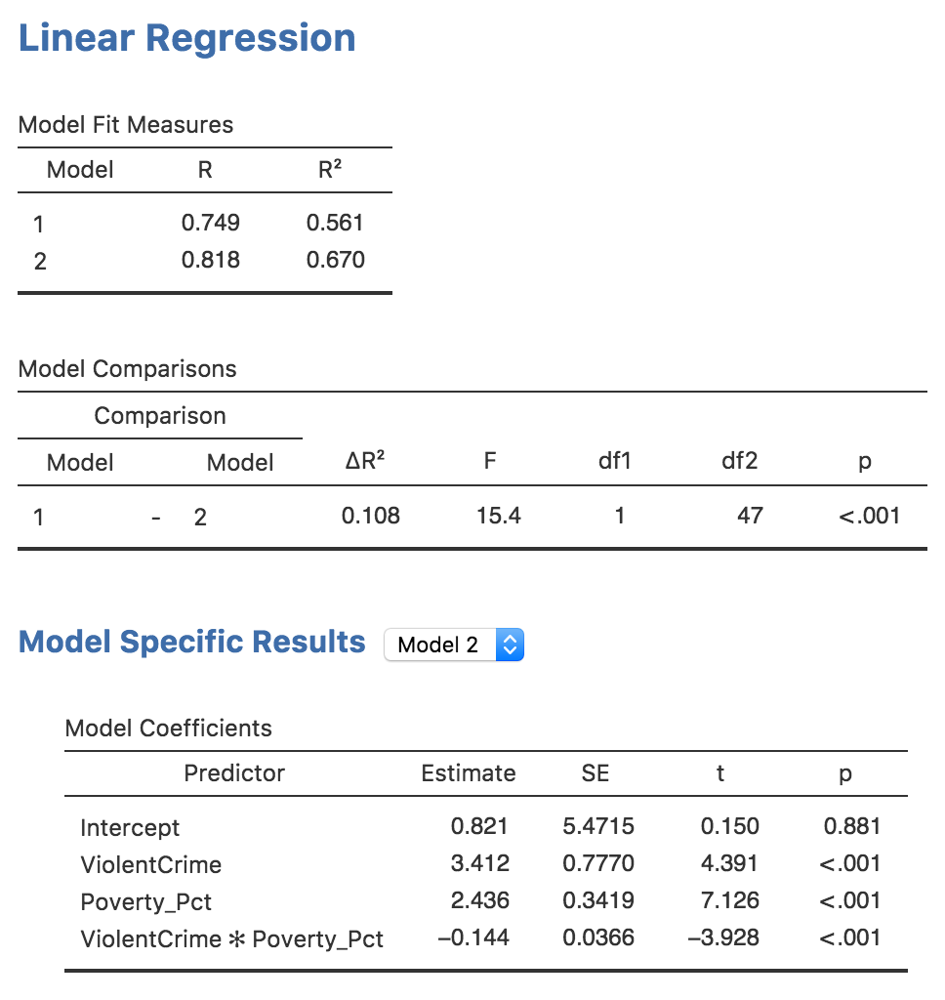 Linear Regression
Model Fit Measures
Model R R²
1 0.749 0.561
2 0.818 0.670
Model Comparisons
Comparison
Model Model ΔR² F df1 df2 p
1 - 2 0.108 15.4 1 47 <.001
Model Specific Results Model 2
Model Coefficients
Predictor Estimate SE t p
Intercept 0.821 5.4715 0.150 0.881
ViolentCrime 3.412 0.7770 4.391 <.001
Poverty_Pct 2.436 0.3419 7.126 <.001
ViolentCrime ✻ Poverty_Pct −0.144 0.0366 −3.928 <.001